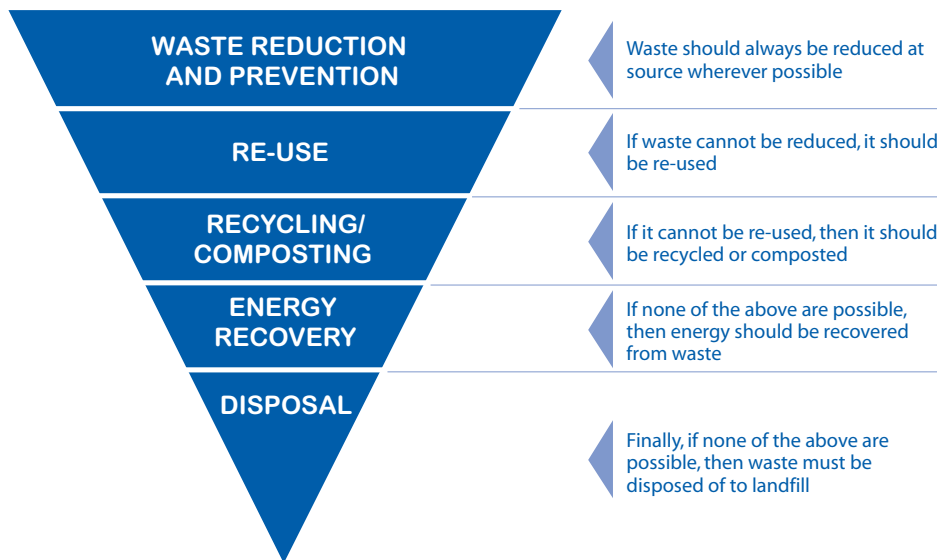 WASTE REDUCTION
AND PREVENTION
Waste should always be reduced at
source wherever possible
RE-USE
If waste cannot be reduced, it should
be re-used
RECYCLING/
COMPOSTING
If it cannot be re-used, then it should
be recycled or composted
ENERGY
RECOVERY
If none of the above are possible,
then energy should be recovered
from waste
DISPOSAL
Finally, if none of the above are
possible, then waste must be
disposed of to landfill